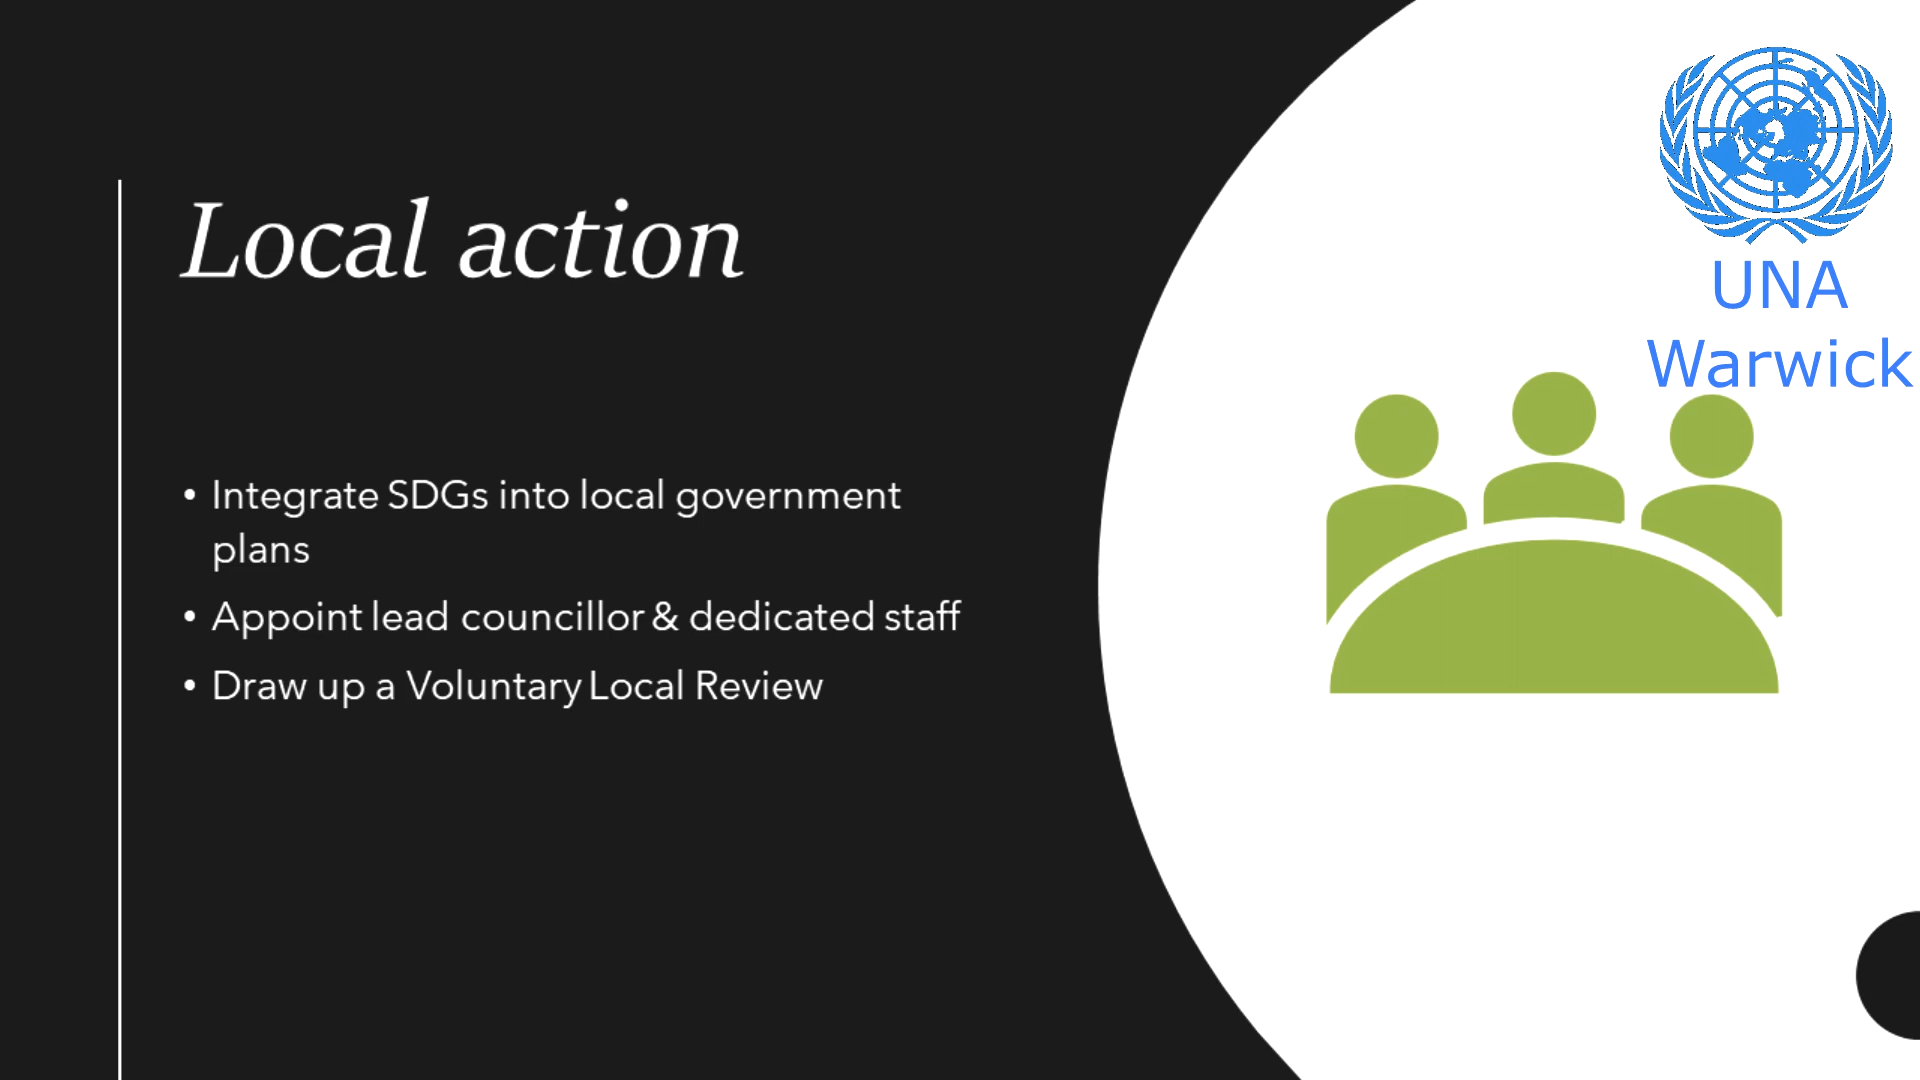 Local action
• Integrate SDGs into local government
plans
• Appoint lead councillor & dedicated staff
• Draw up a Voluntary Local Review
UNA
Warwick